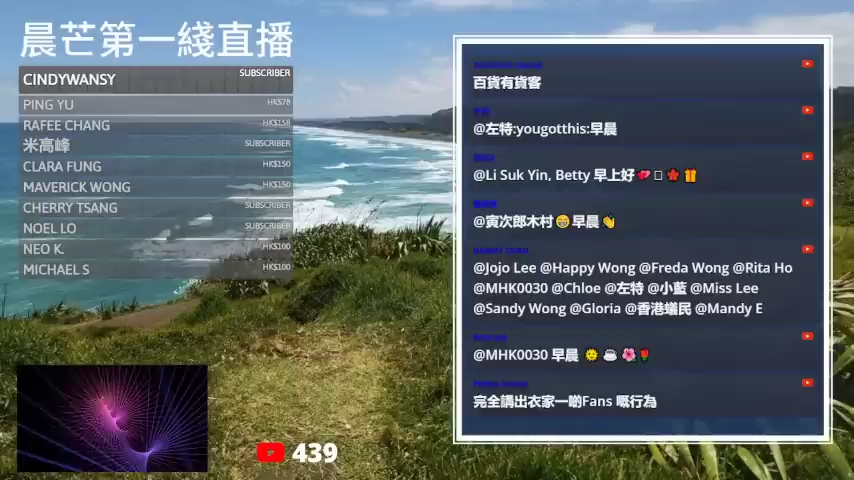 晨芒第一綫直播
CINDYWANSY SUBSCRIBER
PING YU HK$78
RAFEE CHANG HK$158
米高峰 SUBSCRIBER
CLARA FUNG HK$150
MAVERICK WONG HK$150
CHERRY TSANG SUBSCRIBER
NOEL LO SUBSCRIBER
NEO K. HK$100
MICHAEL S HK$100
百貨有貨客
@左特:yougotthis:早晨
@Li Suk Yin, Betty 早上好💓🎁
@寅次郎木村😁早晨👏
@Jojo Lee @Happy Wong @Freda Wong @Rita Ho
@MHK0030 @Chloe @左特 @小藍 @Miss Lee
@Sandy Wong @Gloria @香港蟻民 @Mandy E
@MHK0030 早晨 🌞☕🌺🌹
完全講出衣家一啲Fans 嘅行為
439